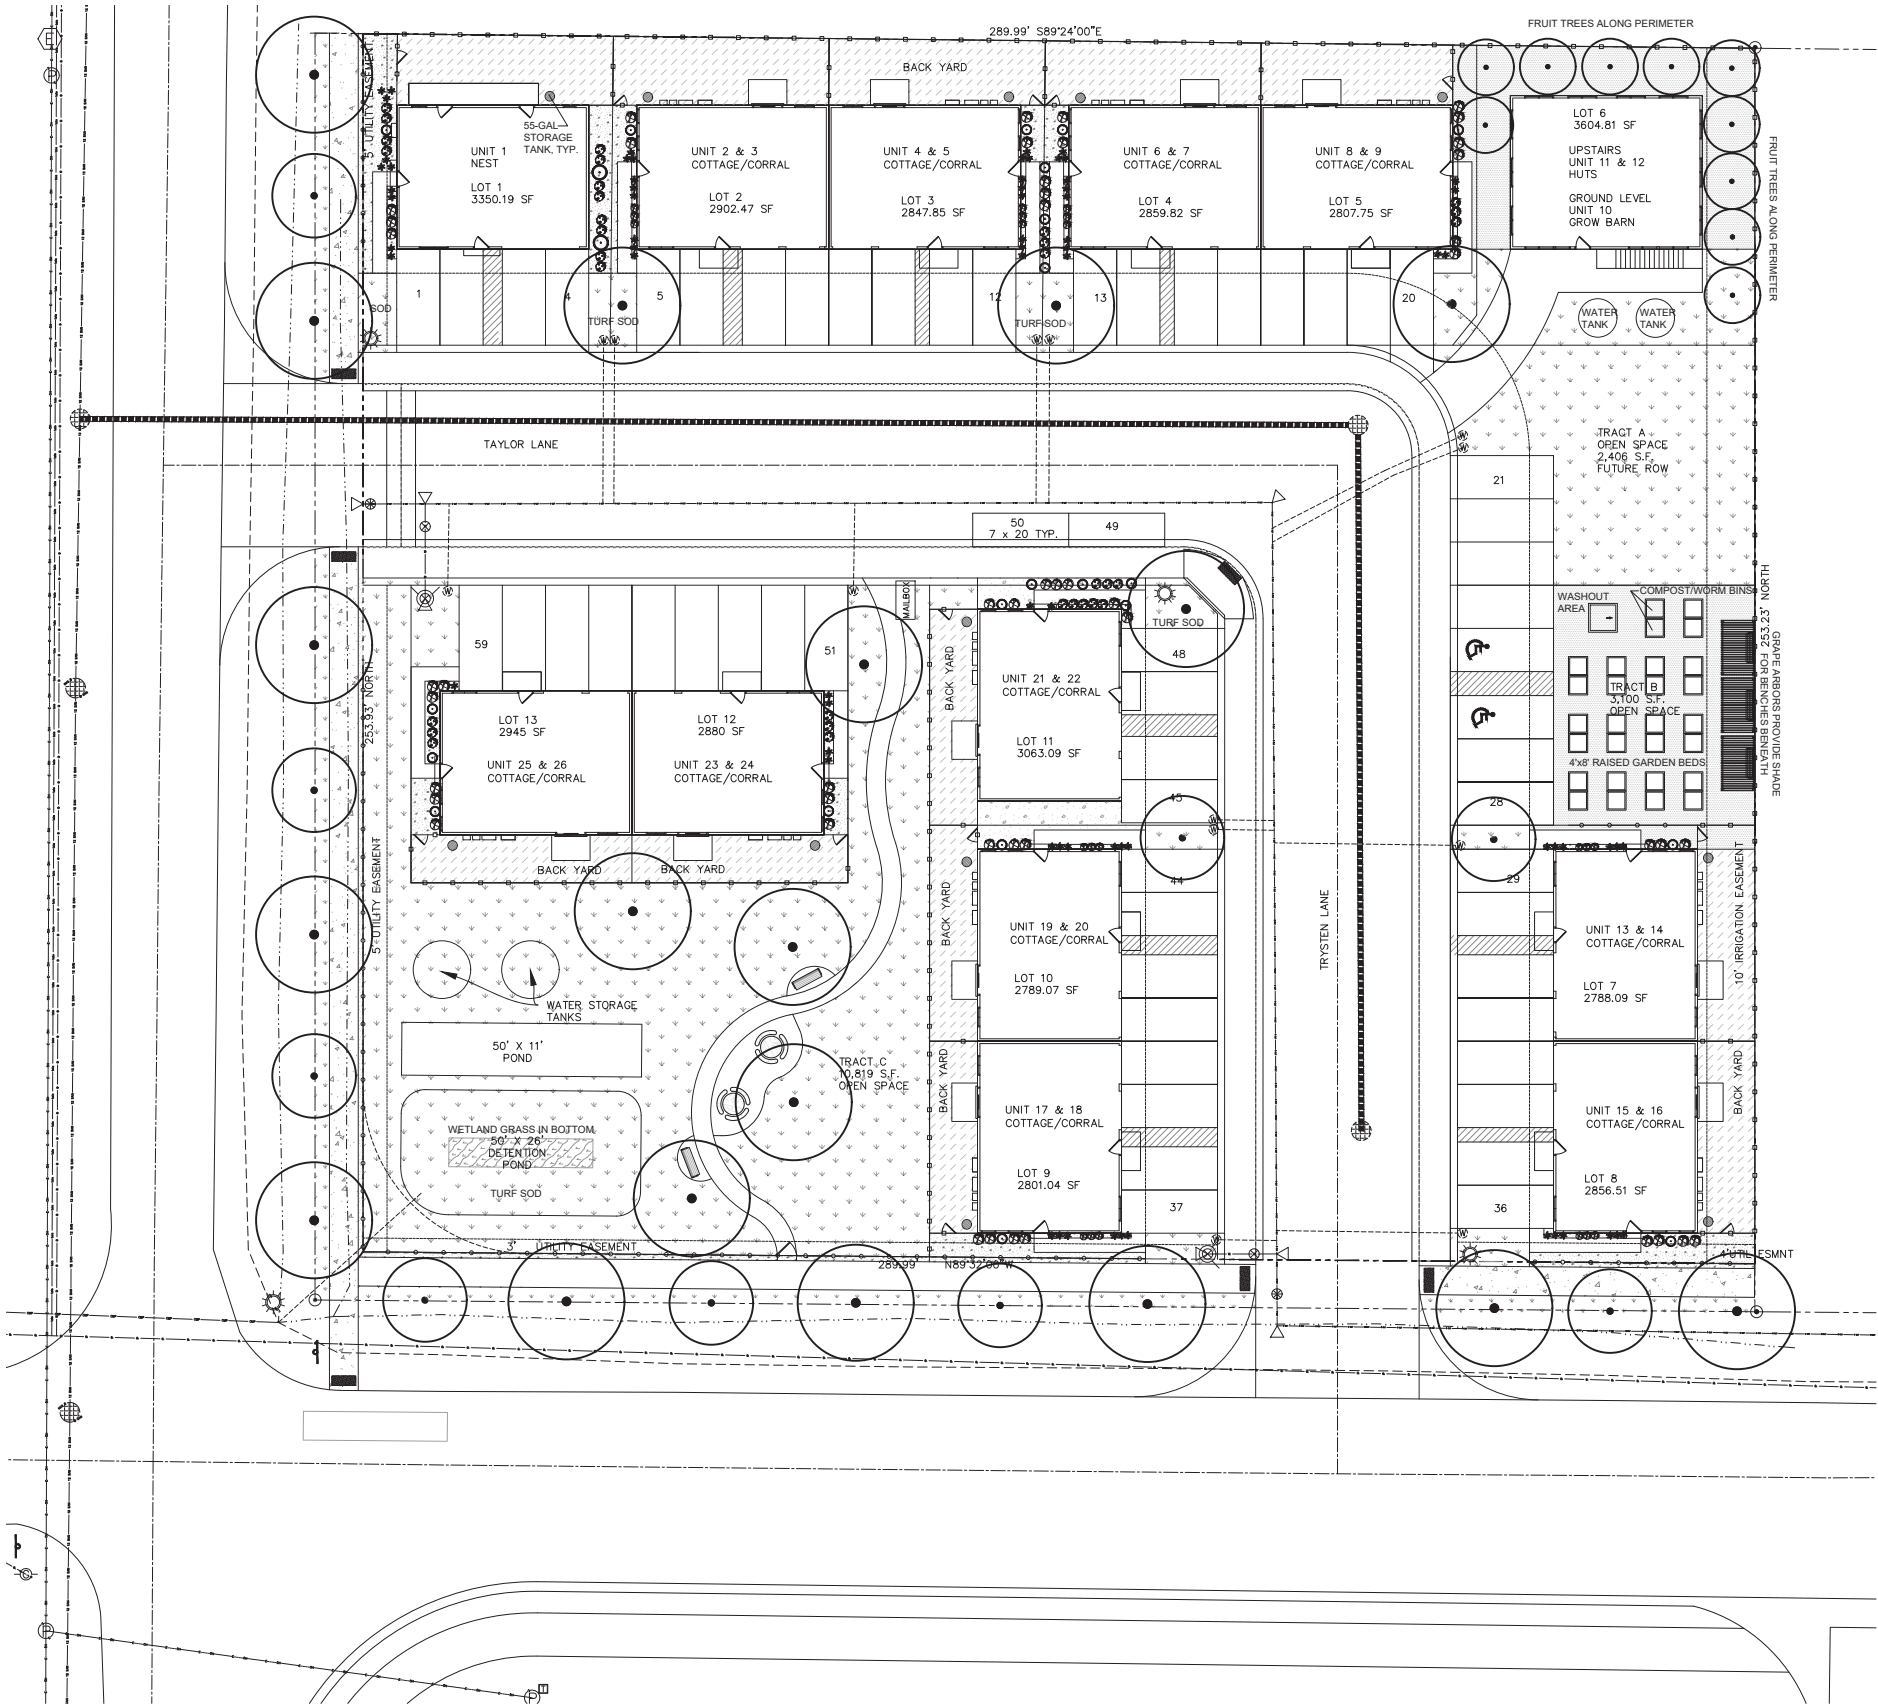 FRUIT TREES ALONG PERIMETER
289.99' S89°24'00"E
5' UTILITY EASEMENT
BACK YARD
55-GAL
STORAGE
TANK, TYP.
UNIT 1
NEST
LOT 1
3350.19 SF
UNIT 2 & 3
COTTAGE/CORRAL
LOT 2
2902.47 SF
UNIT 4 & 5
COTTAGE/CORRAL
LOT 3
2847.85 SF
UNIT 6 & 7
COTTAGE/CORRAL
LOT 4
2859.82 SF
UNIT 8 & 9
COTTAGE/CORRAL
LOT 5
2807.75 SF
LOT 6
3604.81 SF
UPSTAIRS
UNIT 11 & 12
HUTS
GROUND LEVEL
UNIT 10
GROW BARN
FRUIT TREES ALONG PERIMETER
SOD
1
4
TURF SOD
5
12
TURF SOD
13
20
WATER
TANK
WATER
TANK
TAYLOR LANE
TRACT A
OPEN SPACE
2,406 S.F.
FUTURE ROW
21
50
7 x 20 TYP.
49
MAILBOX
59
51
TURF SOD
48
WASHOUT
AREA
COMPOST/WORM BINS
253.23' NORTH
GRAPE ARBORS PROVIDE SHADE
FOR BENCHES BENEATH
TRACT B
3,100 S.F.
OPEN SPACE
4'x8' RAISED GARDEN BEDS
253.93' NORTH
LOT 13
2945 SF
UNIT 25 & 26
COTTAGE/CORRAL
LOT 12
2880 SF
UNIT 23 & 24
COTTAGE/CORRAL
BACK YARD
UNIT 21 & 22
COTTAGE/CORRAL
LOT 11
3063.09 SF
45
28
BACK YARD
BACK YARD
5' UTILITY EASEMENT
44
29
BACK YARD
UNIT 19 & 20
COTTAGE/CORRAL
LOT 10
2789.07 SF
TRYSTEN LANE
UNIT 13 & 14
COTTAGE/CORRAL
LOT 7
2788.09 SF
10' IRRIGATION EASEMENT
WATER STORAGE
TANKS
50' X 11'
POND
TRACT C
10,819 S.F.
OPEN SPACE
BACK YARD
UNIT 17 & 18
COTTAGE/CORRAL
LOT 9
2801.04 SF
37
UNIT 15 & 16
COTTAGE/CORRAL
LOT 8
2856.51 SF
36
BACK YARD
WETLAND GRASS IN BOTTOM
50' X 26'
DETENTION
POND
TURF SOD
3' UTILITY EASEMENT
289.99' N89°32'00"W
4' UTIL ESMNT